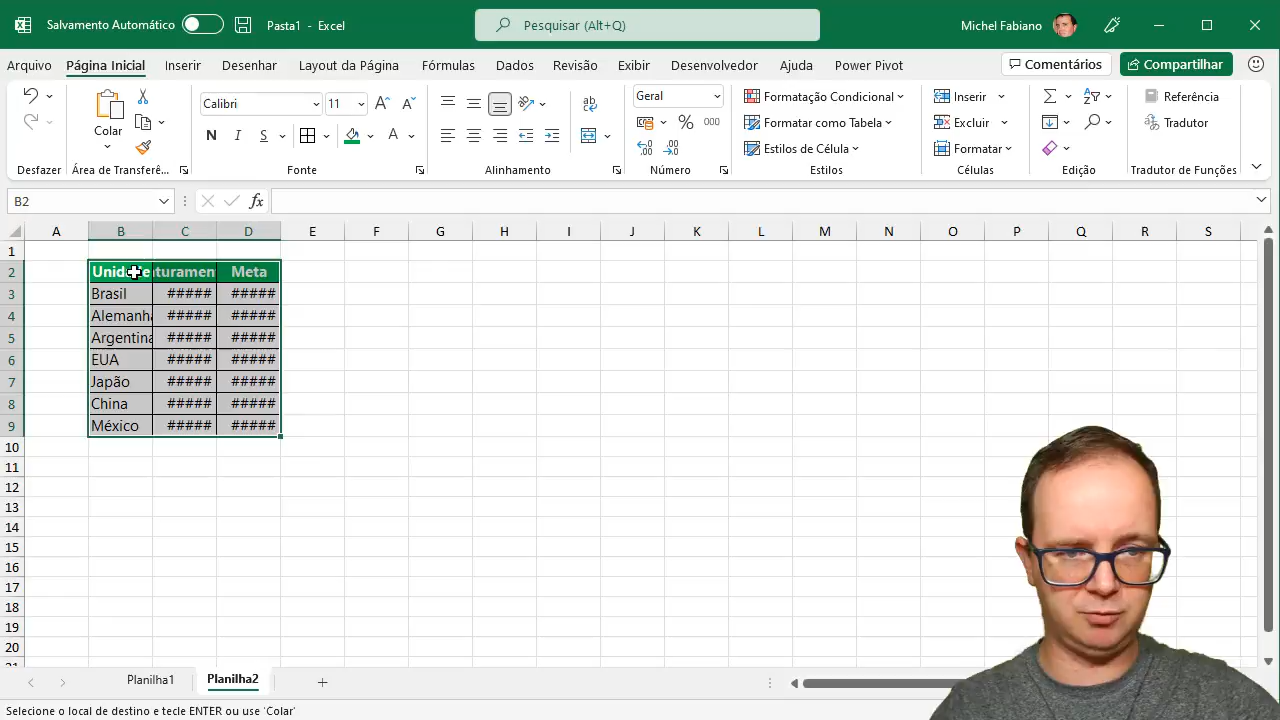 Salvamento Automático
Pasta1 - Excel
Pesquisar (Alt+Q)
Michel Fabiano
Arquivo Página Inicial Inserir Desenhar Layout da Página Fórmulas Dados Revisão Exibir Desenvolvedor Ajuda Power Pivot
Comentários
Compartilhar
Colar
Calibri 11
N I S A
ab
Geral
% 000
Formatação Condicional
Formatar como Tabela
Estilos de Célula
Inserir
Excluir
Formatar
Referência
Tradutor
Desfazer Área de Transferê... Fonte Alinhamento Número Estilos Células Edição Tradutor de Funções
B2
fx
A B C D E F G H I J K L M N O P Q R S
1
2 turamen Meta
3 Brasil ##### #####
4 Alemanha ##### #####
5 Argentina ##### #####
6 EUA ##### #####
7 Japão ##### #####
8 China ##### #####
9 México ##### #####
10
11
12
13
14
15
16
17
18
19
20
Planilha1 Planilha2
Selecione o local de destino e tecle ENTER ou use 'Colar'